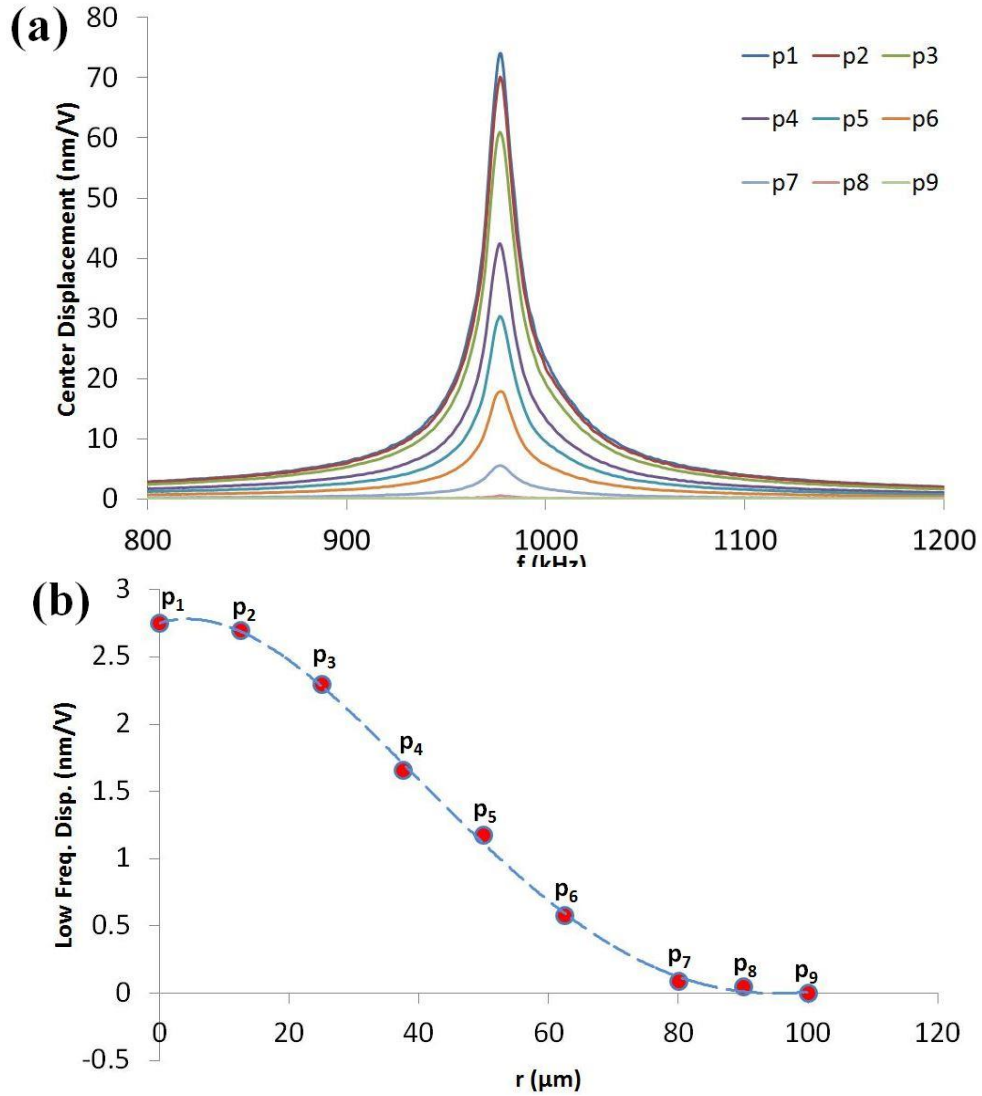 (a)
80
70
60
50
40
30
20
10
0
Center Displacement (nm/V)
p1 p2 p3
p4 p5 p6
p7 p8 p9
800 900 1000 1100 1200
f (kHz)
(b)
3
2.5
2
1.5
1
0.5
0
-0.5
Low Freq. Disp. (nm/V)
p1
p2
p3
p4
p5
p6
p7
p8
p9
0 20 40 60 80 100 120
r (μm)